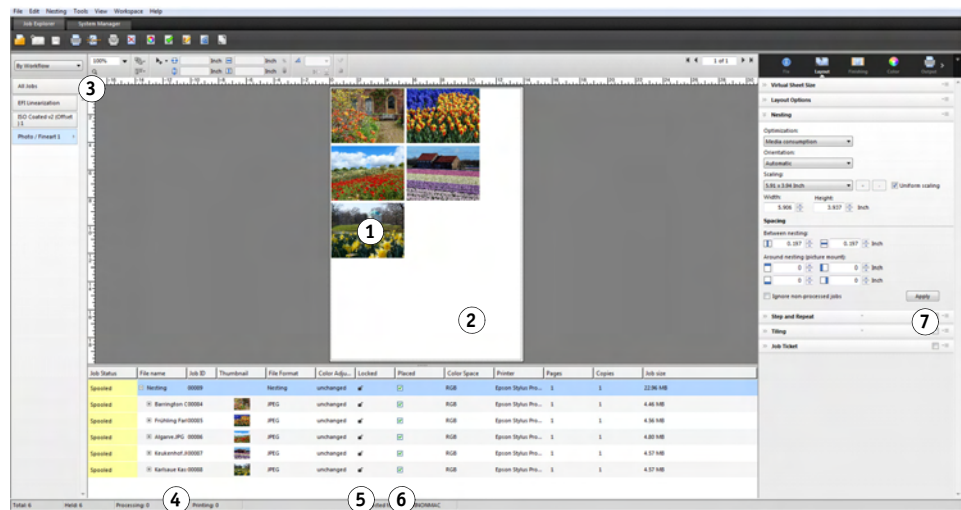 File Edit Nesting Tools View Workspace Help
Job Explorer System Manager
By Workflow
100%
Inch
Inch
Inch
Inch
1 of 1
Layout
Finishing
Color
Output
All Jobs
EFI Linearization
ISO Coated v2 (Offset
) 1
Photo / Fineart 1
3
1
2
Virtual Sheet Size
Layout Options
Nesting
Optimization:
Media consumption
Orientation:
Automatic
Scaling:
5.91 x 3.94 Inch
Uniform scaling
Width: Height:
5.906 3.937 Inch
Spacing
Between nesting:
0.197 0.197 Inch
Around nesting (picture mount):
0 0 Inch
0 0 Inch
Ignore non-processed jobs Apply
Step and Repeat
7
Tiling
Job Ticket
Job Status File name Job ID Thumbnail File Format Color Adju... Locked Placed Color Space Printer Pages Copies Job size
Spooled Nesting 00009 Nesting unchanged RGB Epson Stylus Pro... 1 1 22.96 MB
Spooled Barrington C 00004 JPEG unchanged RGB Epson Stylus Pro... 1 1 4.46 MB
Spooled Frühling Far 00005 JPEG unchanged RGB Epson Stylus Pro... 1 1 4.56 MB
Spooled Algarve.JPG 00006 JPEG unchanged RGB Epson Stylus Pro... 1 1 4.80 MB
Spooled Keukenhof.J 00007 JPEG unchanged RGB Epson Stylus Pro... 1 1 4.57 MB
Spooled Karlsaue Kas 00008 JPEG unchanged RGB Epson Stylus Pro... 1 1 4.57 MB
Total: 6 Held: 6 Processing: 0 4 Printing: 0 5 6